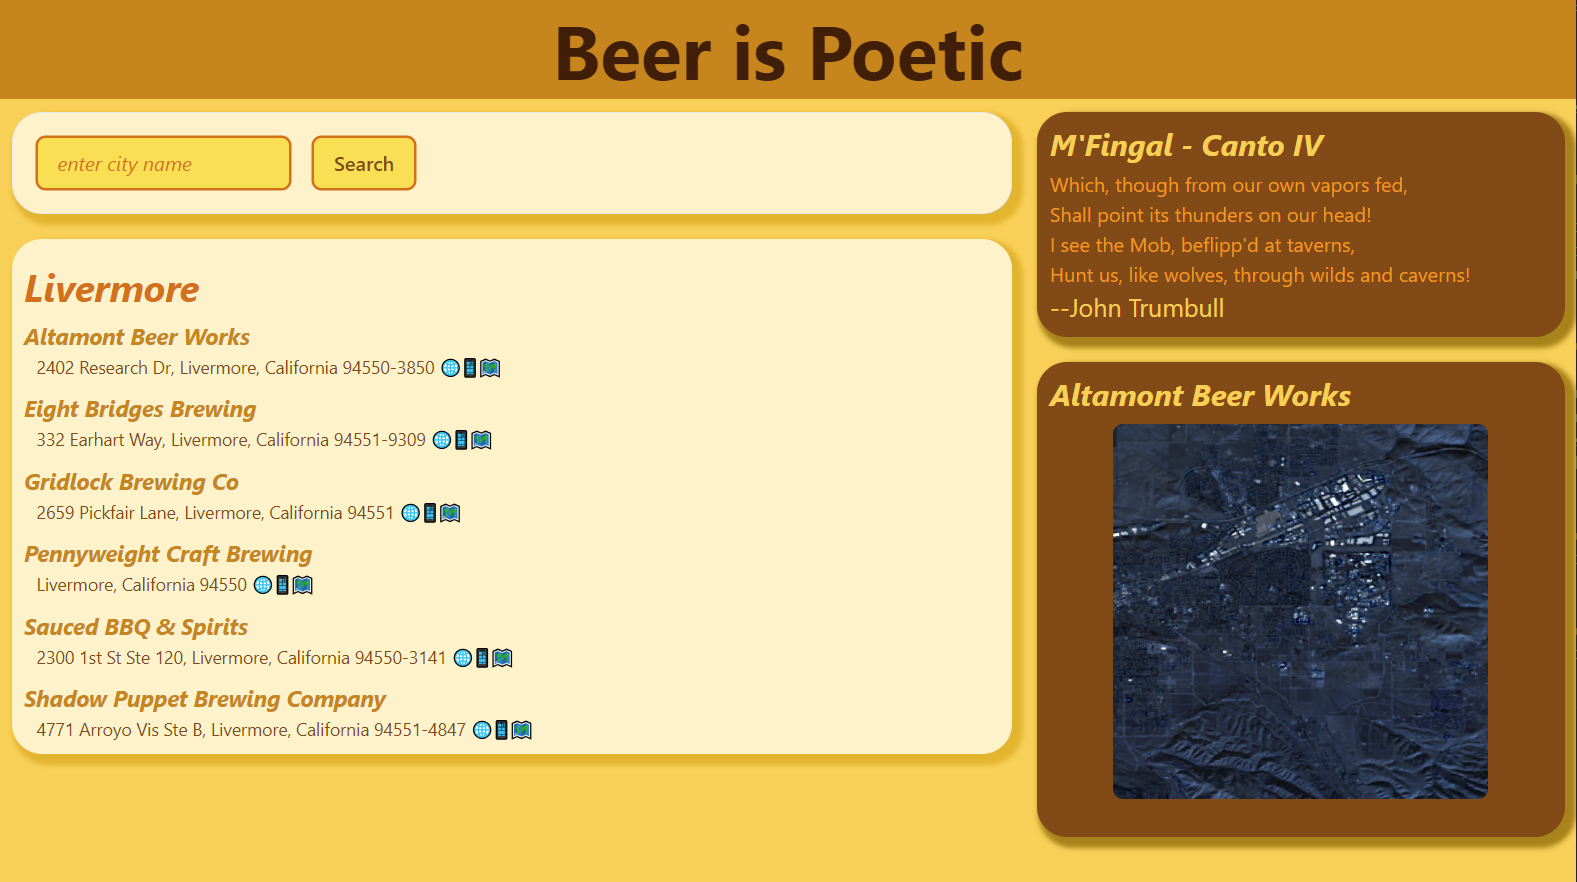 Beer is Poetic
enter city name
Search
Livermore
Altamont Beer Works
2402 Research Dr, Livermore, California 94550-3850
Eight Bridges Brewing
332 Earhart Way, Livermore, California 94551-9309
Gridlock Brewing Co
2659 Pickfair Lane, Livermore, California 94551
Pennyweight Craft Brewing
Livermore, California 94550
Sauced BBQ & Spirits
2300 1st St Ste 120, Livermore, California 94550-3141
Shadow Puppet Brewing Company
4771 Arroyo Vis Ste B, Livermore, California 94551-4847
M'Fingal - Canto IV
Which, though from our own vapors fed,
Shall point its thunders on our head!
I see the Mob, beflipp'd at taverns,
Hunt us, like wolves, through wilds and caverns!
--John Trumbull
Altamont Beer Works